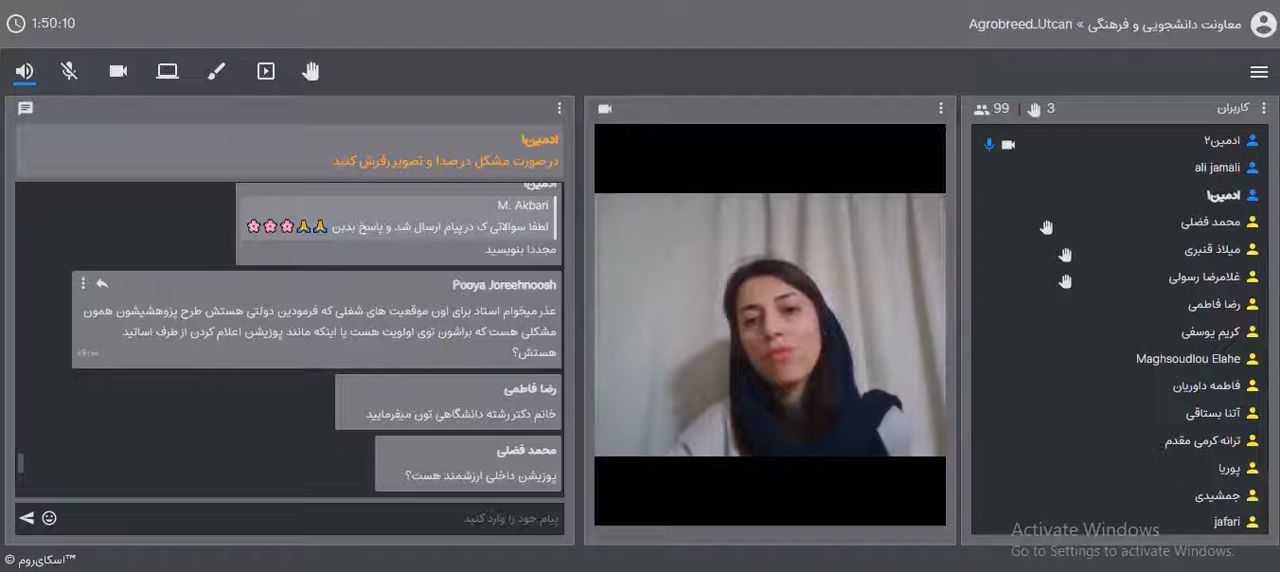 1:50:10
معاونت دانشجویی و فرهنگی » Agrobreed_Utcan
ادمین۱
در صورت مشکل در صدا و تصویر رفرش کنید
ادمین۱
M. Akbari
لطفا سوالاتی ک در پیام ارسال شد و پاسخ بدین 🙏🙏🌸🌸🌸
مجددا بنویسید
Pooya Joreehnoosh
عذر میخوام استاد برای اون موقعیت های شغلی که فرمودین دولتی هستش طرح پزوهشیشون همون
مشکلی هست که براشون توی اولویت هست یا اینکه مانند پوزیشن اعلام کردن از طرف اساتید
هستش؟
رضا فاطمی
خانم دکتر رشته دانشگاهی تون میفرمایید
محمد فضلی
پوزیشن داخلی ارزشمند هست؟
پیام خود را وارد کنید
© اسکای‌روم™
99 | 3
کاربران
ادمین۲
ali jamali
ادمین۱
محمد فضلی
میلاذ قنبری
غلامرضا رسولی
رضا فاطمی
کریم یوسفی
Maghsoudlou Elahe
فاطمه داوریان
آتنا بستاقی
ترانه کرمی مقدم
پوریا
جمشیدی
jafari
Activate Windows
Go to Settings to activate Windows.